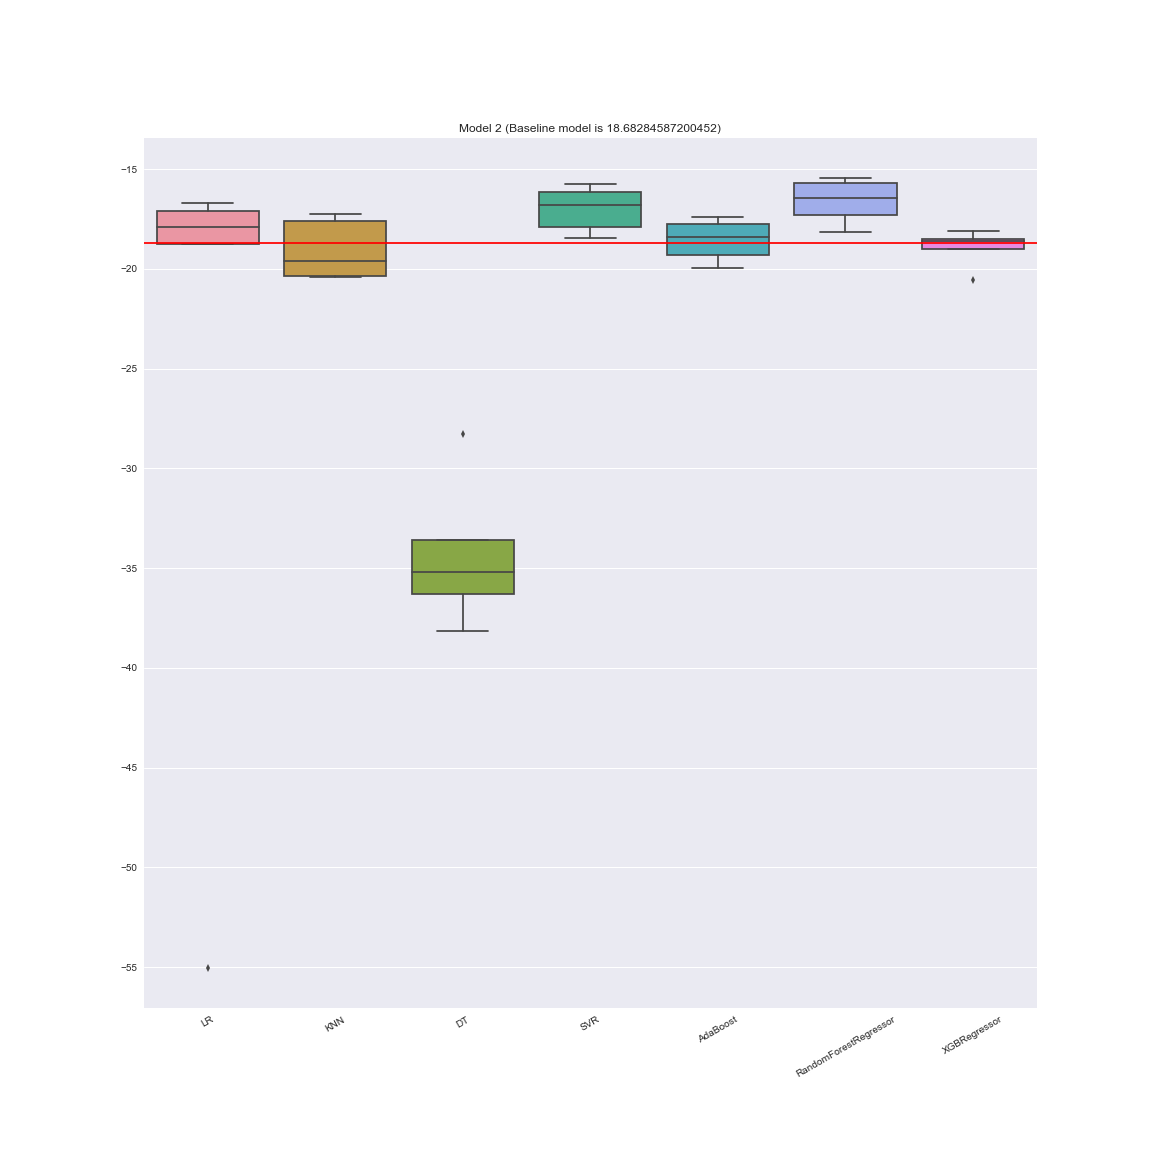 Model 2 (Baseline model is 18.68284587200452)
−15
−20
−25
−30
−35
−40
−45
−50
−55
LR
KNN
DT
SVR
AdaBoost
RandomForestRegressor
XGBRegressor